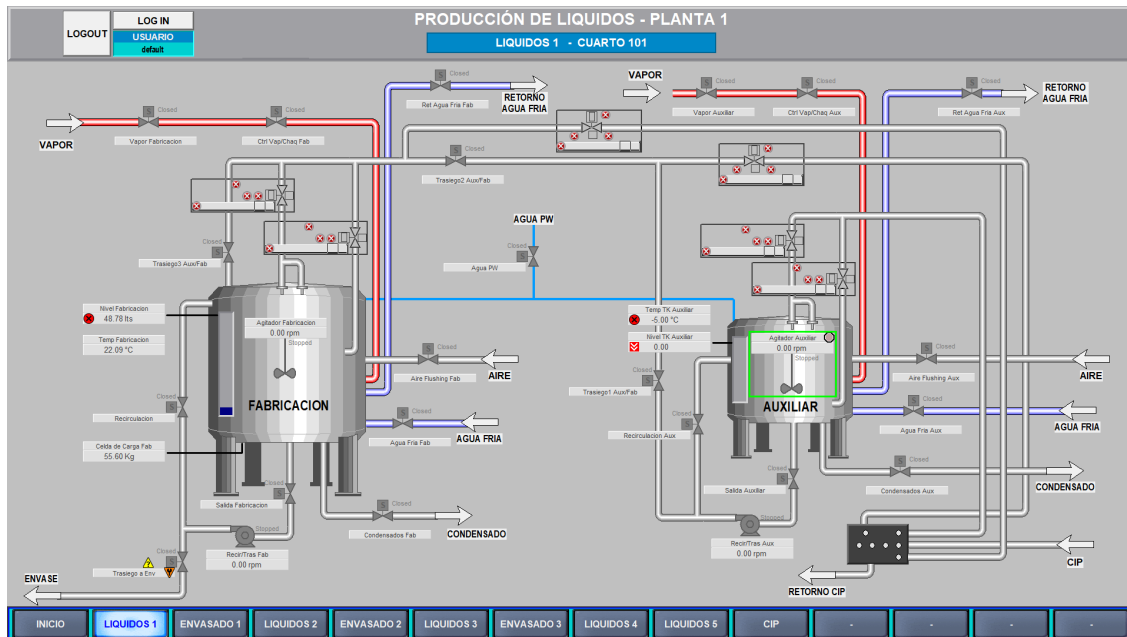 LOGOUT
LOG IN
USUARIO
default
PRODUCCIÓN DE LIQUIDOS - PLANTA 1
LIQUIDOS 1 - CUARTO 101
VAPOR
Closed
Vapor Fabricacion
Closed
Ctrl Vap/Chaq Fab
Closed
Ret Agua Fria Fab
RETORNO
AGUA FRIA
VAPOR
Closed
Vapor Auxiliar
Closed
Ctrl Vap/Chaq Aux
Closed
Ret Agua Fria Aux
RETORNO
AGUA FRIA
Closed
Trasiego2 Aux/Fab
Closed
Trasiego3 Aux/Fab
AGUA PW
Closed
Agua PW
Nivel Fabricacion
48.78 lts
Temp Fabricacion
22.09 °C
Agitador Fabricacion
0.00 rpm
Stopped
FABRICACION
Closed
Recirculacion
Celda de Carga Fab
55.60 Kg
Closed
Aire Flushing Fab
AIRE
Closed
Agua Fria Fab
AGUA FRIA
Closed
Salida Fabricacion
Closed
Condensados Fab
CONDENSADO
Stopped
Recir/Tras Fab
0.00 rpm
Closed
Trasiego a Env
ENVASE
Temp TK Auxiliar
-5.00 °C
Nivel TK Auxiliar
0.00
Agitador Auxiliar
0.00 rpm
Stopped
AUXILIAR
Closed
Trasiego1 Aux/Fab
Closed
Recirculacion Aux
Closed
Aire Flushing Aux
AIRE
Closed
Agua Fria Aux
AGUA FRIA
Closed
Salida Auxiliar
Closed
Condensados Aux
CONDENSADO
Stopped
Recir/Tras Aux
0.00 rpm
CIP
RETORNO CIP
INICIO
LIQUIDOS 1
ENVASADO 1
LIQUIDOS 2
ENVASADO 2
LIQUIDOS 3
ENVASADO 3
LIQUIDOS 4
LIQUIDOS 5
CIP
-
-
-